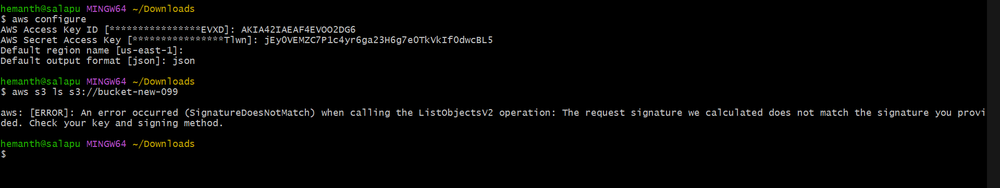 hemanth@salapu MINGW64 ~/Downloads
$ aws configure
AWS Access Key ID [****************EVXD]: AKIA42IAEAF4EVOO2DG6
AWS Secret Access Key [****************Tlwn]: 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
Default region name [us-east-1]:
Default output format [json]: json
hemanth@salapu MINGW64 ~/Downloads
$ aws s3 ls s3://bucket-new-099
aws: [ERROR]: An error occurred (SignatureDoesNotMatch) when calling the ListObjectsV2 operation: The request signature we calculated does not match the signature you provi
ded. Check your key and signing method.
hemanth@salapu MINGW64 ~/Downloads
$